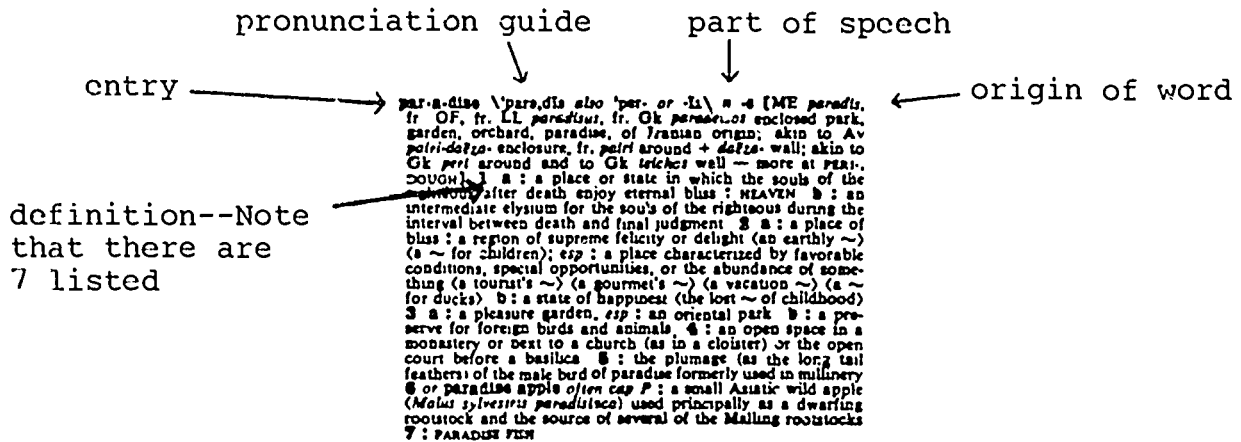 pronunciation guide
part of speech
entry
origin of word
par·a·dise \'parə,dīs also 'per- or -īz\ n -s [ME paradis,
fr OF, fr. LL paradisus, fr. Gk paradeisos enclosed park,
garden, orchard, paradise, of Iranian origin; akin to Av
pairi-daēza- enclosure, fr. pairi around + daēza- wall; akin to
Gk peri around and to Gk teichos wall — more at PERI-,
DOUGH] 1 a : a place or state in which the souls of the
righteous after death enjoy eternal bliss : HEAVEN b : an
intermediate elysium for the souls of the righteous during the
interval between death and final judgment 2 a : a place of
bliss : a region of supreme felicity or delight (an earthly ~)
(a ~ for children); esp : a place characterized by favorable
conditions, special opportunities, or the abundance of some-
thing (a tourist's ~) (a gourmet's ~) (a vacation ~) (a ~
for ducks) b : a state of happiness (the lost ~ of childhood)
3 a : a pleasure garden, esp : an oriental park b : a pre-
serve for foreign birds and animals, 4 : an open space in a
monastery or next to a church (as in a cloister) or the open
court before a basilica 5 : the plumage (as the long tail
feathers) of the male bird of paradise formerly used in millinery
6 or paradise apple often cap P : a small Asiatic wild apple
(Malus sylvestris paradisiaca) used principally as a dwarfing
rootstock and the source of several of the Malling rootstocks
7 : PARADISE FISH
definition--Note
that there are
7 listed